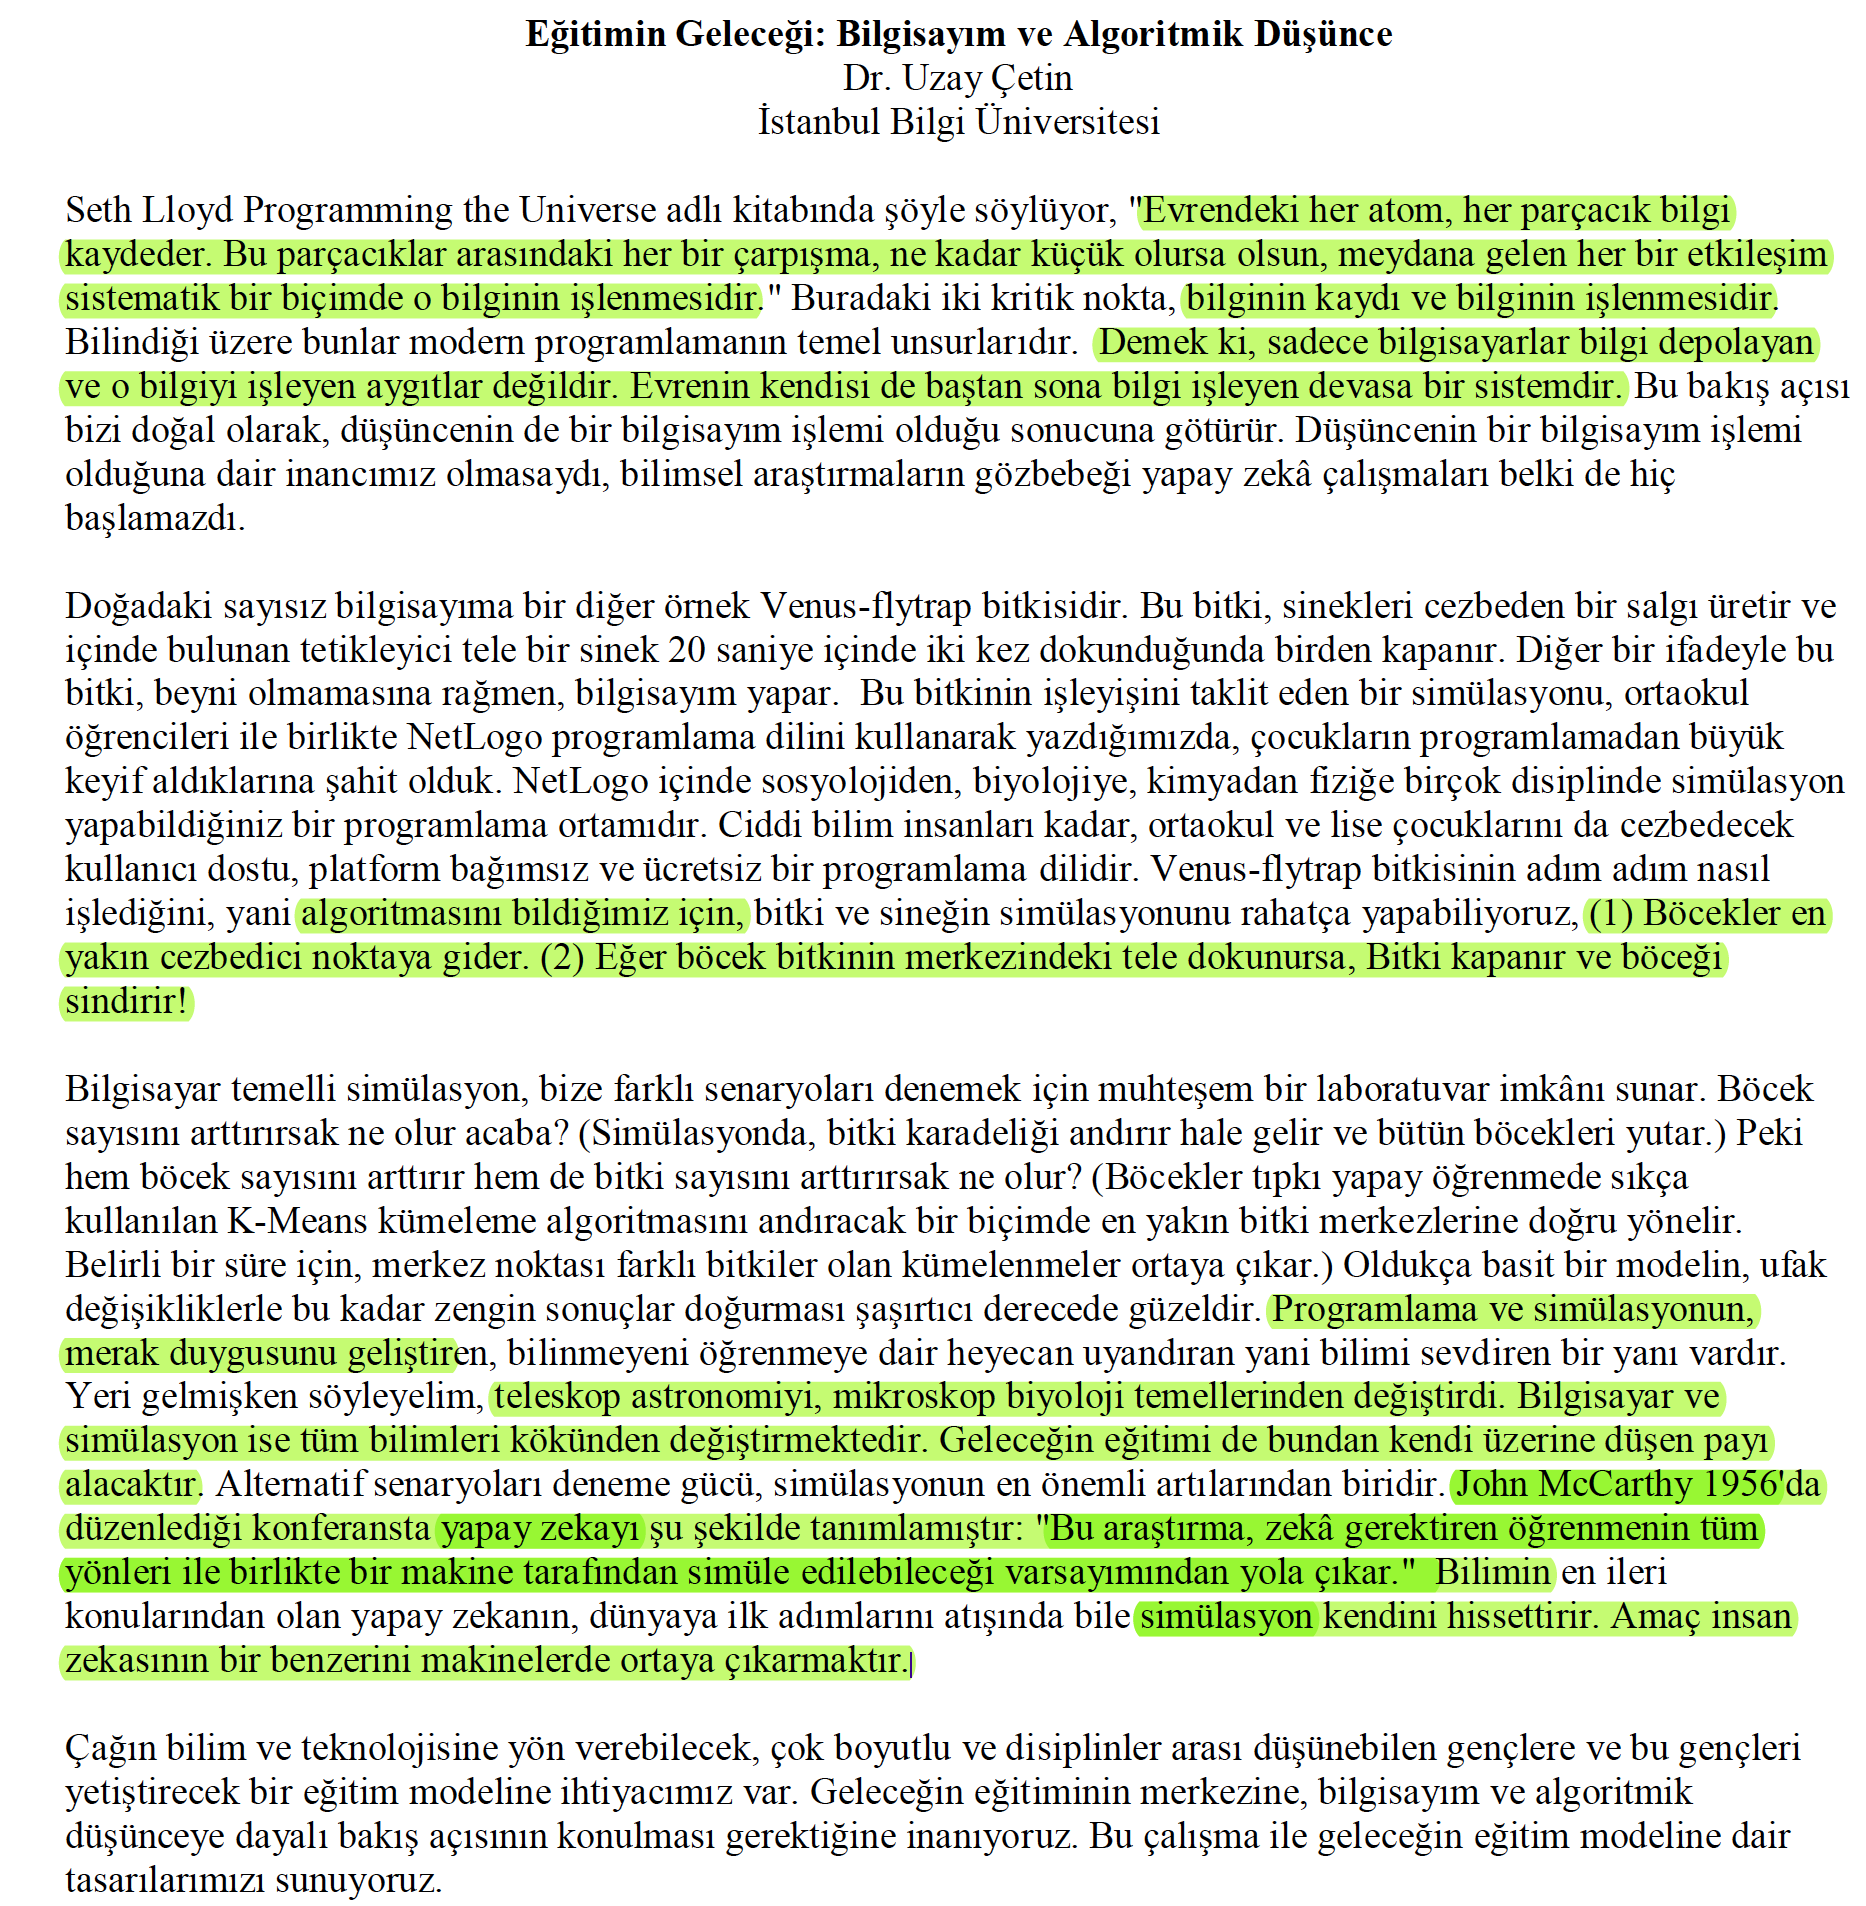 Eğitimin Geleceği: Bilgisayım ve Algoritmik Düşünce
Dr. Uzay Çetin
İstanbul Bilgi Üniversitesi
Seth Lloyd Programming the Universe adlı kitabında şöyle söylüyor, "Evrendeki her atom, her parçacık bilgi
kaydeder. Bu parçacıklar arasındaki her bir çarpışma, ne kadar küçük olursa olsun, meydana gelen her bir etkileşim
sistematik bir biçimde o bilginin işlenmesidir." Buradaki iki kritik nokta, bilginin kaydı ve bilginin işlenmesidir.
Bilindiği üzere bunlar modern programlamanın temel unsurlarıdır.  Demek ki, sadece bilgisayarlar bilgi depolayan
ve o bilgiyi işleyen aygıtlar değildir. Evrenin kendisi de baştan sona bilgi işleyen devasa bir sistemdir. Bu bakış açısı
bizi doğal olarak, düşüncenin de bir bilgisayım işlemi olduğu sonucuna götürür. Düşüncenin bir bilgisayım işlemi
olduğuna dair inancımız olmasaydı, bilimsel araştırmaların gözbebeği yapay zekâ çalışmaları belki de hiç
başlamazdı.
Doğadaki sayısız bilgisayıma bir diğer örnek Venus-flytrap bitkisidir. Bu bitki, sinekleri cezbeden bir salgı üretir ve
içinde bulunan tetikleyici tele bir sinek 20 saniye içinde iki kez dokunduğunda birden kapanır. Diğer bir ifadeyle bu
bitki, beyni olmamasına rağmen, bilgisayım yapar.  Bu bitkinin işleyişini taklit eden bir simülasyonu, ortaokul
öğrencileri ile birlikte NetLogo programlama dilini kullanarak yazdığımızda, çocukların programlamadan büyük
keyif aldıklarına şahit olduk. NetLogo içinde sosyolojiden, biyolojiye, kimyadan fiziğe birçok disiplinde simülasyon
yapabildiğiniz bir programlama ortamıdır. Ciddi bilim insanları kadar, ortaokul ve lise çocuklarını da cezbedecek
kullanıcı dostu, platform bağımsız ve ücretsiz bir programlama dilidir. Venus-flytrap bitkisinin adım adım nasıl
işlediğini, yani algoritmasını bildiğimiz için, bitki ve sineğin simülasyonunu rahatça yapabiliyoruz, (1) Böcekler en
yakın cezbedici noktaya gider. (2) Eğer böcek bitkinin merkezindeki tele dokunursa, Bitki kapanır ve böceği
sindirir!
Bilgisayar temelli simülasyon, bize farklı senaryoları denemek için muhteşem bir laboratuvar imkânı sunar. Böcek
sayısını arttırırsak ne olur acaba? (Simülasyonda, bitki karadeliği andırır hale gelir ve bütün böcekleri yutar.) Peki
hem böcek sayısını arttırır hem de bitki sayısını arttırırsak ne olur? (Böcekler tıpkı yapay öğrenmede sıkça
kullanılan K-Means kümeleme algoritmasını andıracak bir biçimde en yakın bitki merkezlerine doğru yönelir.
Belirli bir süre için, merkez noktası farklı bitkiler olan kümelenmeler ortaya çıkar.) Oldukça basit bir modelin, ufak
değişikliklerle bu kadar zengin sonuçlar doğurması şaşırtıcı derecede güzeldir. Programlama ve simülasyonun,
merak duygusunu geliştiren, bilinmeyeni öğrenmeye dair heyecan uyandıran yani bilimi sevdiren bir yanı vardır.
Yeri gelmişken söyleyelim, teleskop astronomiyi, mikroskop biyoloji temellerinden değiştirdi. Bilgisayar ve
simülasyon ise tüm bilimleri kökünden değiştirmektedir. Geleceğin eğitimi de bundan kendi üzerine düşen payı
alacaktır. Alternatif senaryoları deneme gücü, simülasyonun en önemli artılarından biridir. John McCarthy 1956'da
düzenlediği konferansta yapay zekayı şu şekilde tanımlamıştır: "Bu araştırma, zekâ gerektiren öğrenmenin tüm
yönleri ile birlikte bir makine tarafından simüle edilebileceği varsayımından yola çıkar."  Bilimin en ileri
konularından olan yapay zekanın, dünyaya ilk adımlarını atışında bile simülasyon kendini hissettirir. Amaç insan
zekasının bir benzerini makinelerde ortaya çıkarmaktır.
Çağın bilim ve teknolojisine yön verebilecek, çok boyutlu ve disiplinler arası düşünebilen gençlere ve bu gençleri
yetiştirecek bir eğitim modeline ihtiyacımız var. Geleceğin eğitiminin merkezine, bilgisayım ve algoritmik
düşünceye dayalı bakış açısının konulması gerektiğine inanıyoruz. Bu çalışma ile geleceğin eğitim modeline dair
tasarılarımızı sunuyoruz.